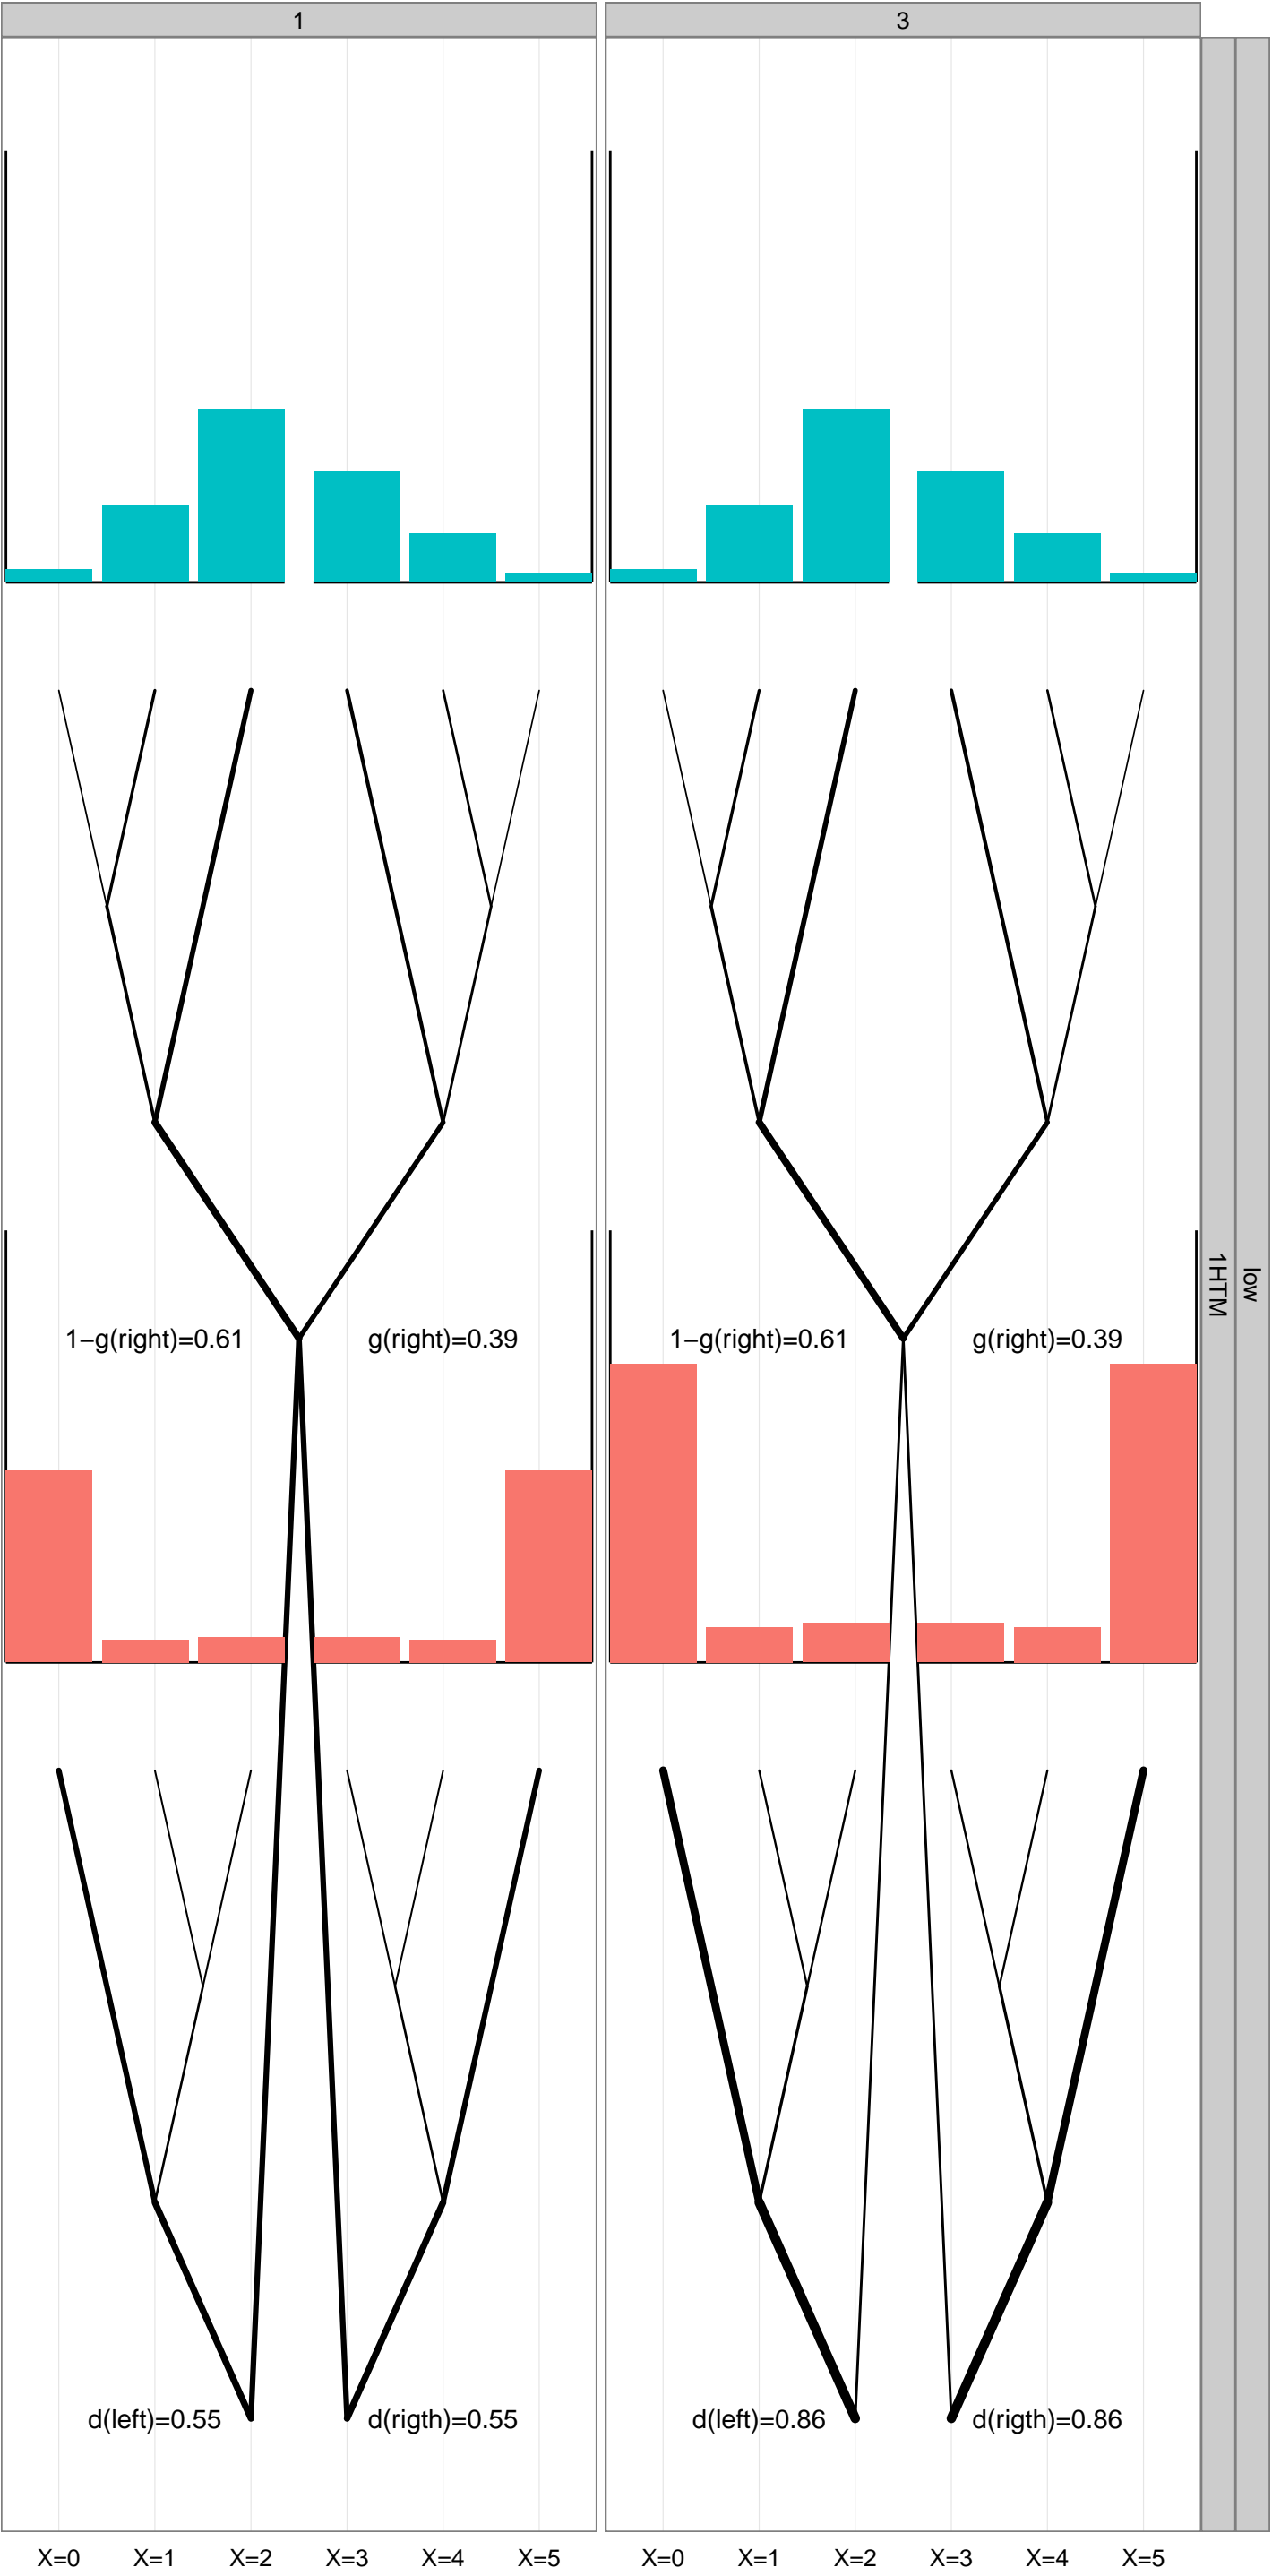 1
3
low
1HTM
1−g(right)=0.61
g(right)=0.39
1−g(right)=0.61
g(right)=0.39
d(left)=0.55
d(rigth)=0.55
d(left)=0.86
d(rigth)=0.86
X=0 X=1 X=2 X=3 X=4 X=5
X=0 X=1 X=2 X=3 X=4 X=5